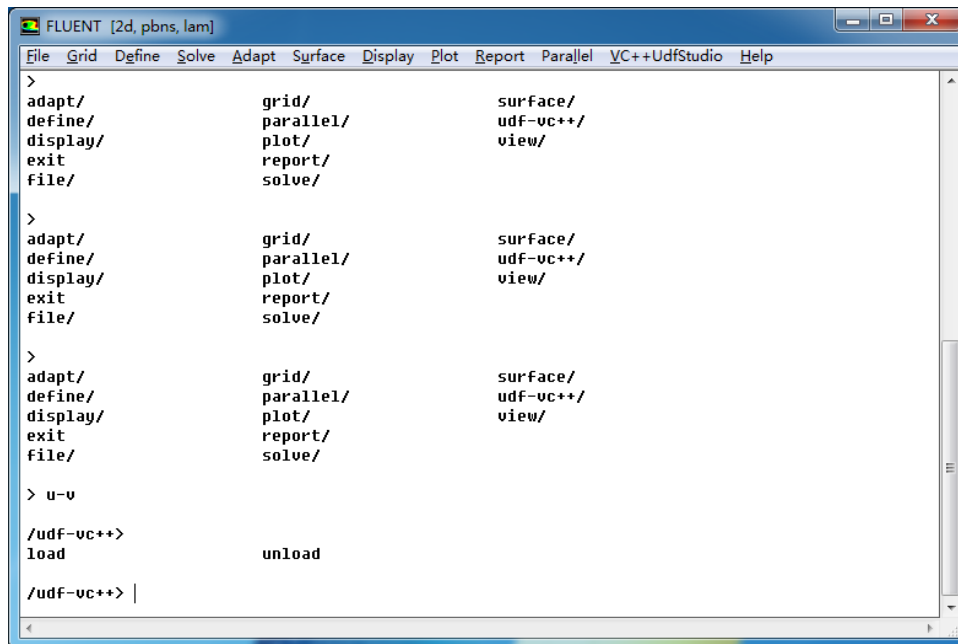 FLUENT [2d, pbns, lam]
File Grid Define Solve Adapt Surface Display Plot Report Parallel VC++UdfStudio Help
>
adapt/ grid/ surface/
define/ parallel/ udf-vc++/
display/ plot/ view/
exit report/
file/ solve/
>
adapt/ grid/ surface/
define/ parallel/ udf-vc++/
display/ plot/ view/
exit report/
file/ solve/
>
adapt/ grid/ surface/
define/ parallel/ udf-vc++/
display/ plot/ view/
exit report/
file/ solve/
> u-v
/udf-vc++>
load unload
/udf-vc++>